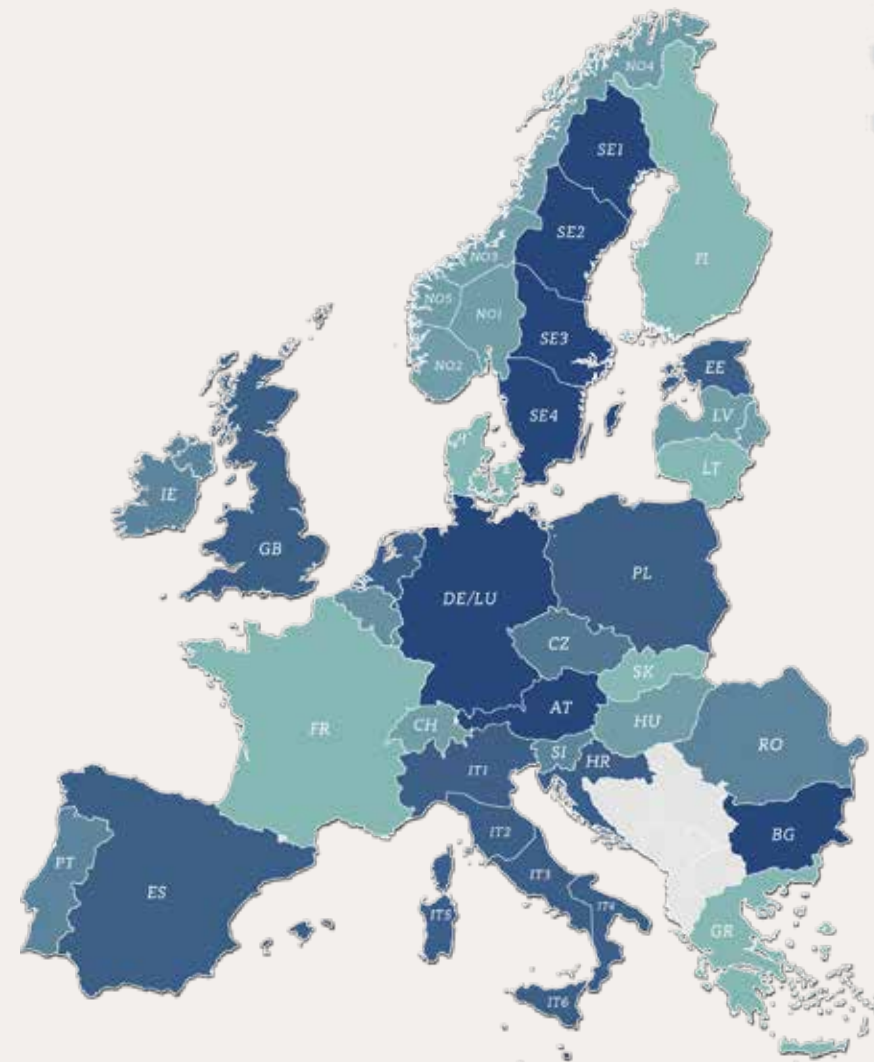 NO4
SE1
SE2
NO3
FI
NO5
NO1
SE3
NO2
EE
SE4
LV
LT
IE
GB
PL
DE/LU
CZ
SK
AT
FR
CH
HU
SI
RO
HR
IT1
IT2
BG
PT
IT3
ES
IT4
IT5
GR
IT6